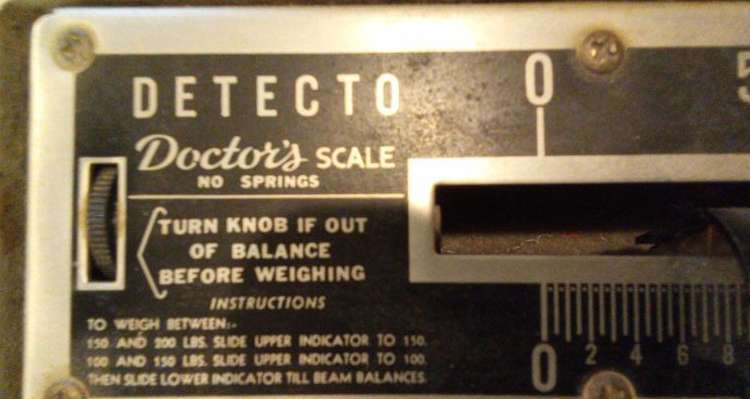 DETECTO
Doctor's SCALE
NO SPRINGS
TURN KNOB IF OUT
OF BALANCE
BEFORE WEIGHING
INSTRUCTIONS
TO WEIGH BETWEEN:-
150 AND 200 LBS. SLIDE UPPER INDICATOR TO 150.
100 AND 150 LBS. SLIDE UPPER INDICATOR TO 100.
THEN SLIDE LOWER INDICATOR TILL BEAM BALANCES.
0 5
0 2 4 6 8